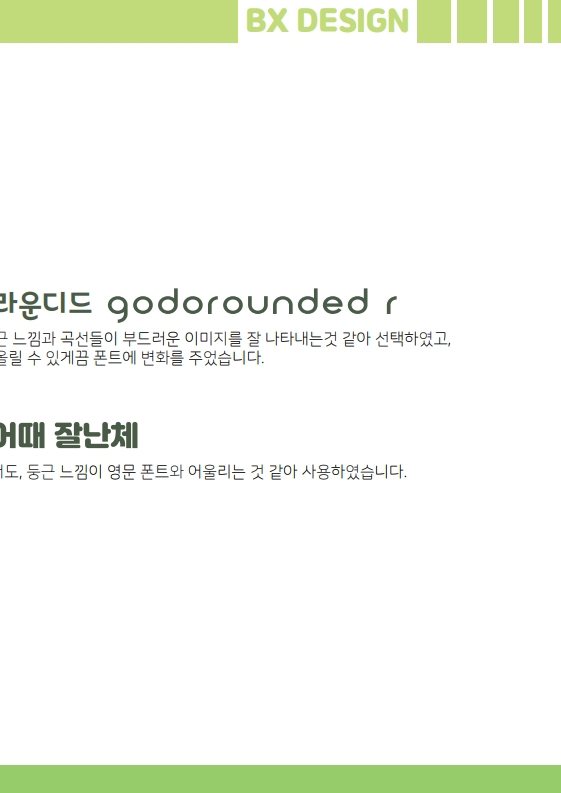 BX DESIGN
라운디드 godorounded r
근 느낌과 곡선들이 부드러운 이미지를 잘 나타내는것 같아 선택하였고,
올릴 수 있게끔 폰트에 변화를 주었습니다.
어때 잘난체
서도, 둥근 느낌이 영문 폰트와 어울리는 것 같아 사용하였습니다.